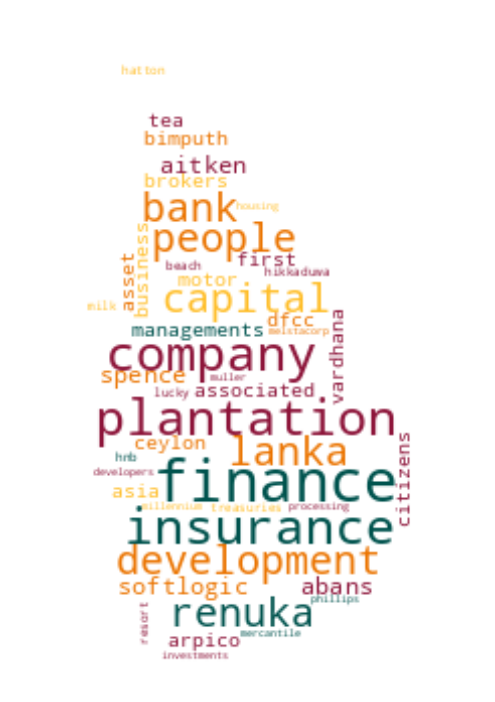 hatton
tea
bimputh
aitken
brokers
bank
housing
people
business
first
beach
hikkaduwa
asset
motor
capital
milk
dfcc
managements
melstacorp
vardhana
company
spence
muller
lucky
associated
plantation
ceylon
lanka
citizens
hnb
developers
finance
asia
millennium
treasuries
processing
insurance
development
softlogic
abans
phillips
renuka
resort
arpico
mercantile
investments